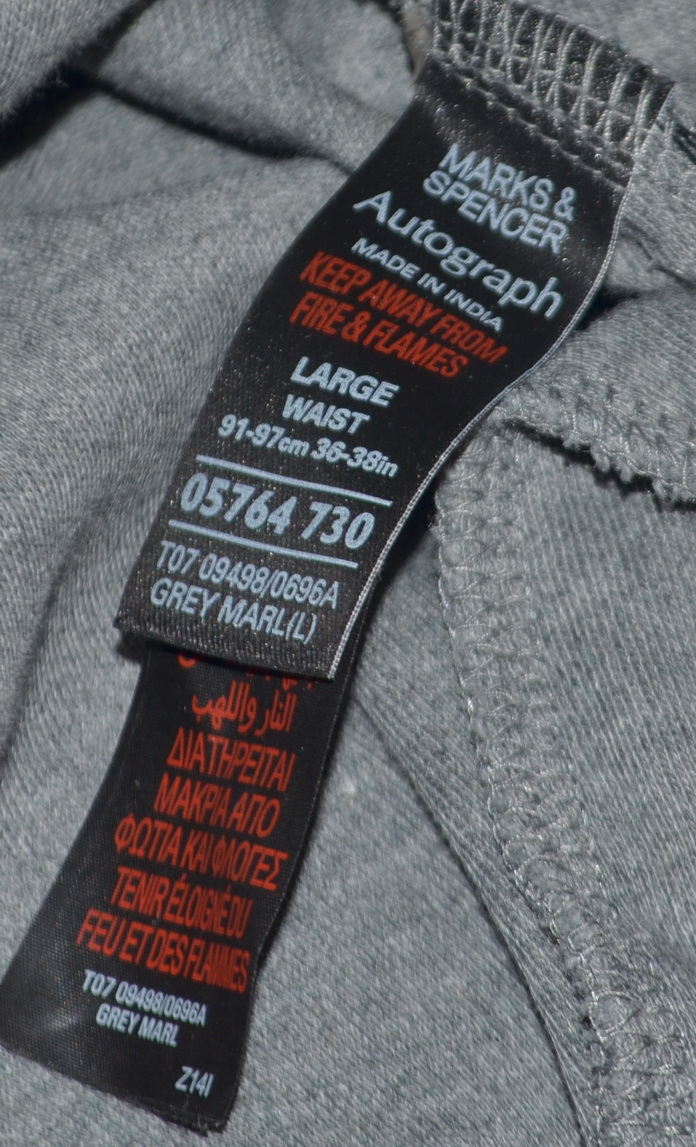 MARKS &
SPENCER
Autograph
MADE IN INDIA
KEEP AWAY FROM
FIRE & FLAMES
LARGE
WAIST
91-97cm 36-38in
05764 730
T07 09498/0696A
GREY MARL(L)
النار واللهب
ΔΙΑΤΗΡΕΙΤΑΙ
ΜΑΚΡΙΑ ΑΠΟ
ΦΩΤΙΑ ΚΑΙ ΦΛΟΓΕΣ
TENIR ÉLOIGNÉ DU
FEU ET DES FLAMMES
T07 09498/0696A
GREY MARL
Z14I